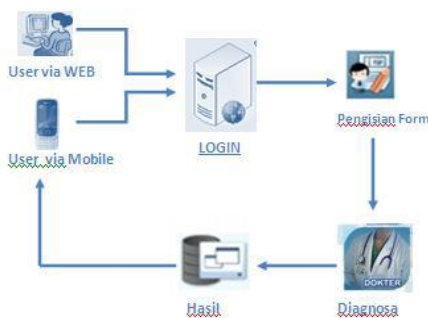 User via WEB
LOGIN
Pengisian Form
User via Mobile
DOKTER
Hasil
Diagnosa